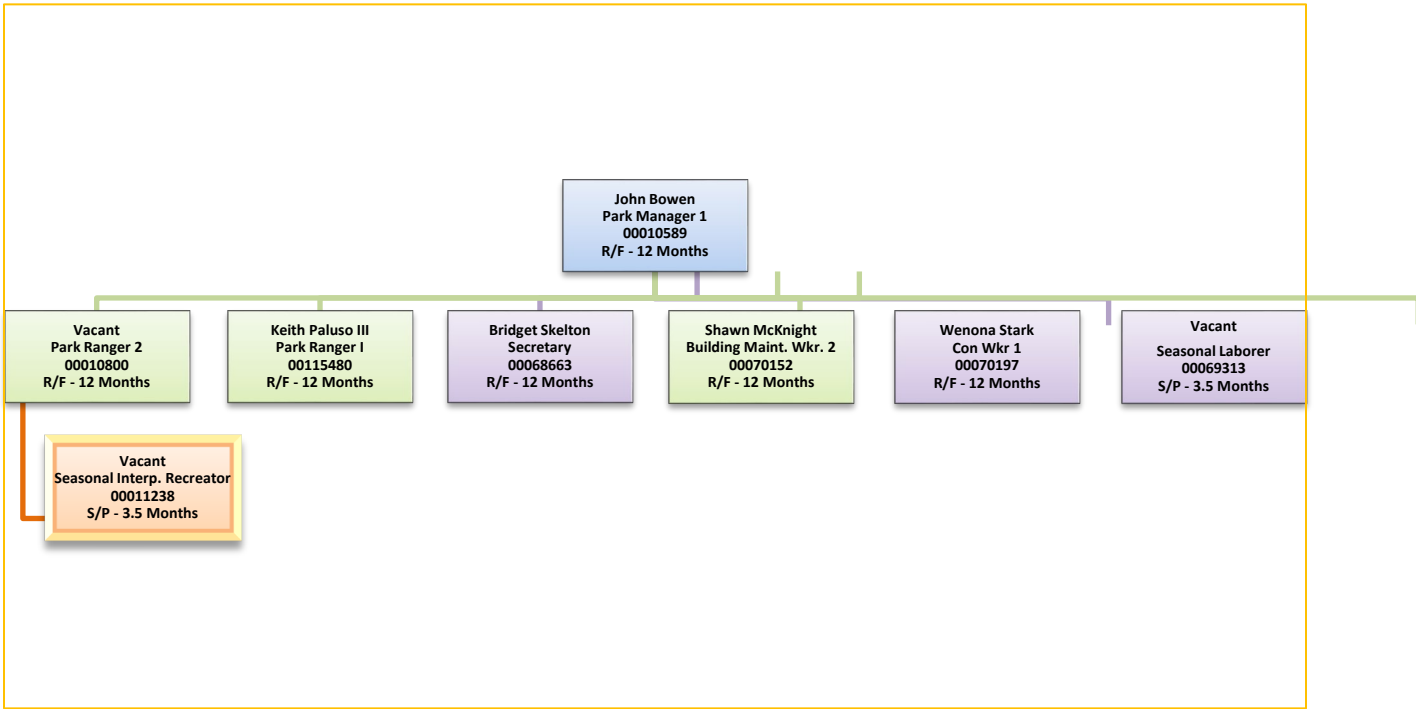 John Bowen
Park Manager 1
00010589
R/F - 12 Months
Vacant
Park Ranger 2
00010800
R/F - 12 Months
Keith Paluso III
Park Ranger I
00115480
R/F - 12 Months
Bridget Skelton
Secretary
00068663
R/F - 12 Months
Shawn McKnight
Building Maint. Wkr. 2
00070152
R/F - 12 Months
Wenona Stark
Con Wkr 1
00070197
R/F - 12 Months
Vacant
Seasonal Laborer
00069313
S/P - 3.5 Months
Vacant
Seasonal Interp. Recreator
00011238
S/P - 3.5 Months